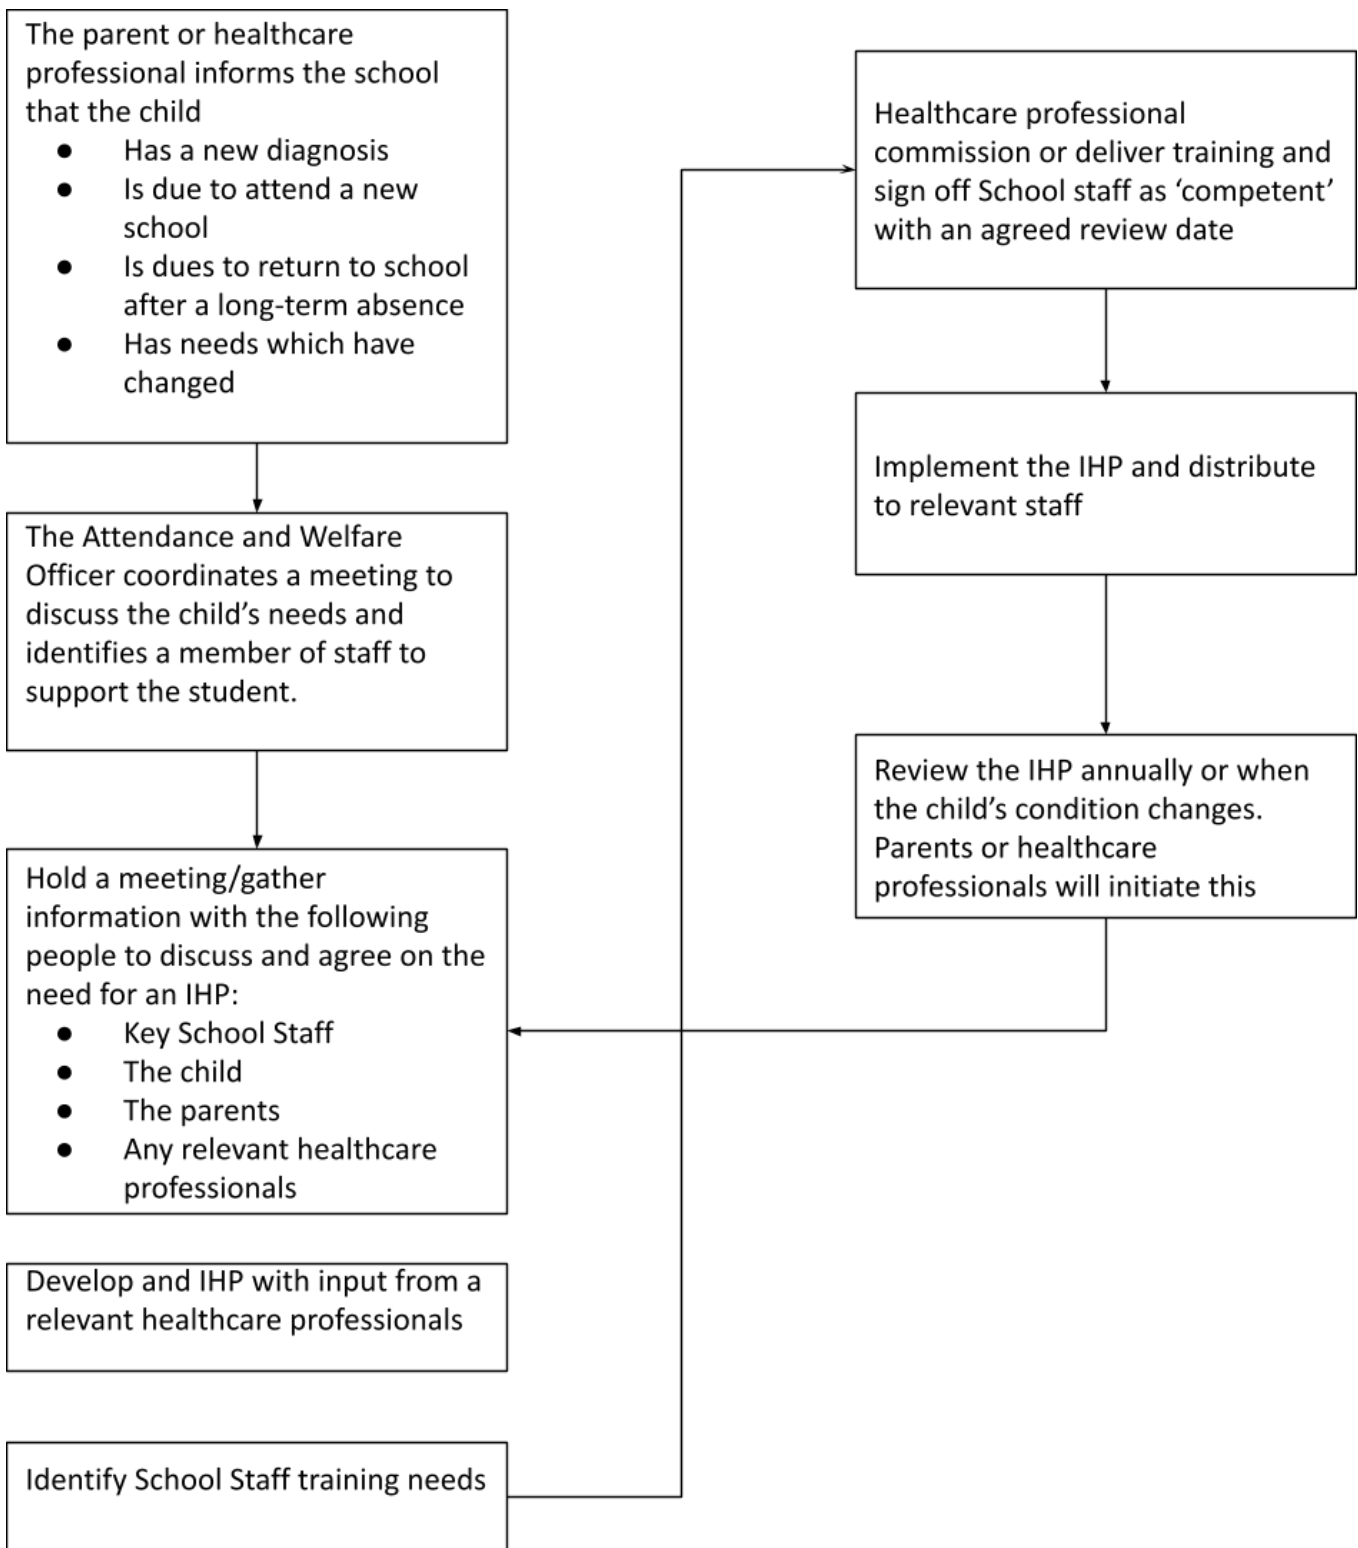 The parent or healthcare
professional informs the school
that the child
● Has a new diagnosis
● Is due to attend a new
school
● Is dues to return to school
after a long-term absence
● Has needs which have
changed
The Attendance and Welfare
Officer coordinates a meeting to
discuss the child’s needs and
identifies a member of staff to
support the student.
Hold a meeting/gather
information with the following
people to discuss and agree on the
need for an IHP:
● Key School Staff
● The child
● The parents
● Any relevant healthcare
professionals
Develop and IHP with input from a
relevant healthcare professionals
Identify School Staff training needs
Healthcare professional
commission or deliver training and
sign off School staff as ‘competent’
with an agreed review date
Implement the IHP and distribute
to relevant staff
Review the IHP annually or when
the child’s condition changes.
Parents or healthcare
professionals will initiate this